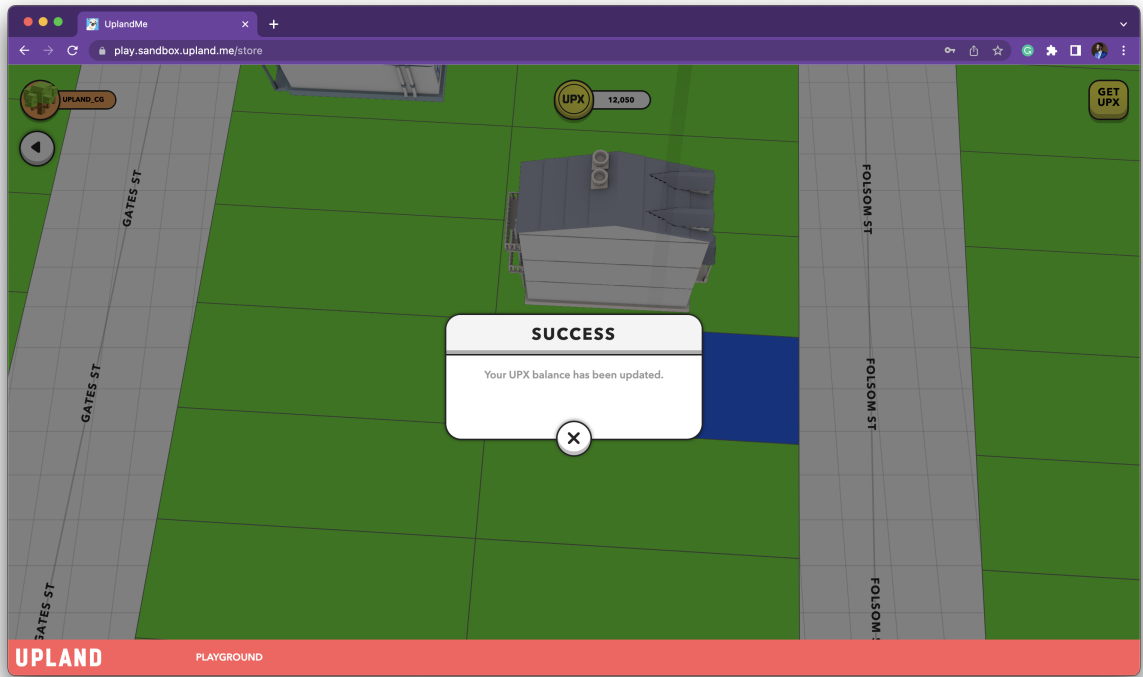 UplandMe
play.sandbox.upland.me/store
UPLAND_CG
UPX
12,050
GET
UPX
GATES ST
FOLSOM ST
SUCCESS
Your UPX balance has been updated.
GATES ST
FOLSOM ST
GATES ST
FOLSOM S
UPLAND
PLAYGROUND